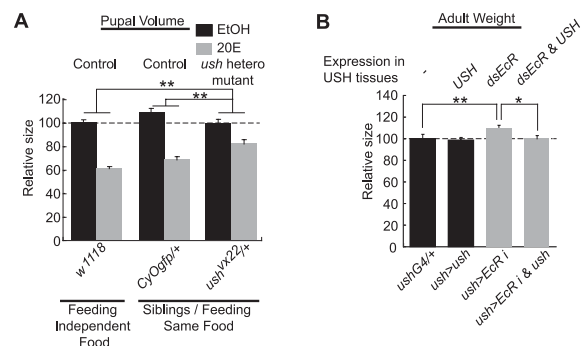 A
Pupal Volume
EtOH
20E
Control
Control
ush hetero
mutant
**
**
Relative size
120
100
80
60
40
20
0
w1118
CyOgfp/+
ushvx22/+
Feeding
Independent
Food
Siblings / Feeding
Same Food
B
Adult Weight
Expression in
USH tissues
-
USH
dsEcR
dsEcR & USH
**
*
Relative size
140
120
100
80
60
40
20
0
ushG4/+
ush>ush
ush>EcR i
ush>EcR i & ush